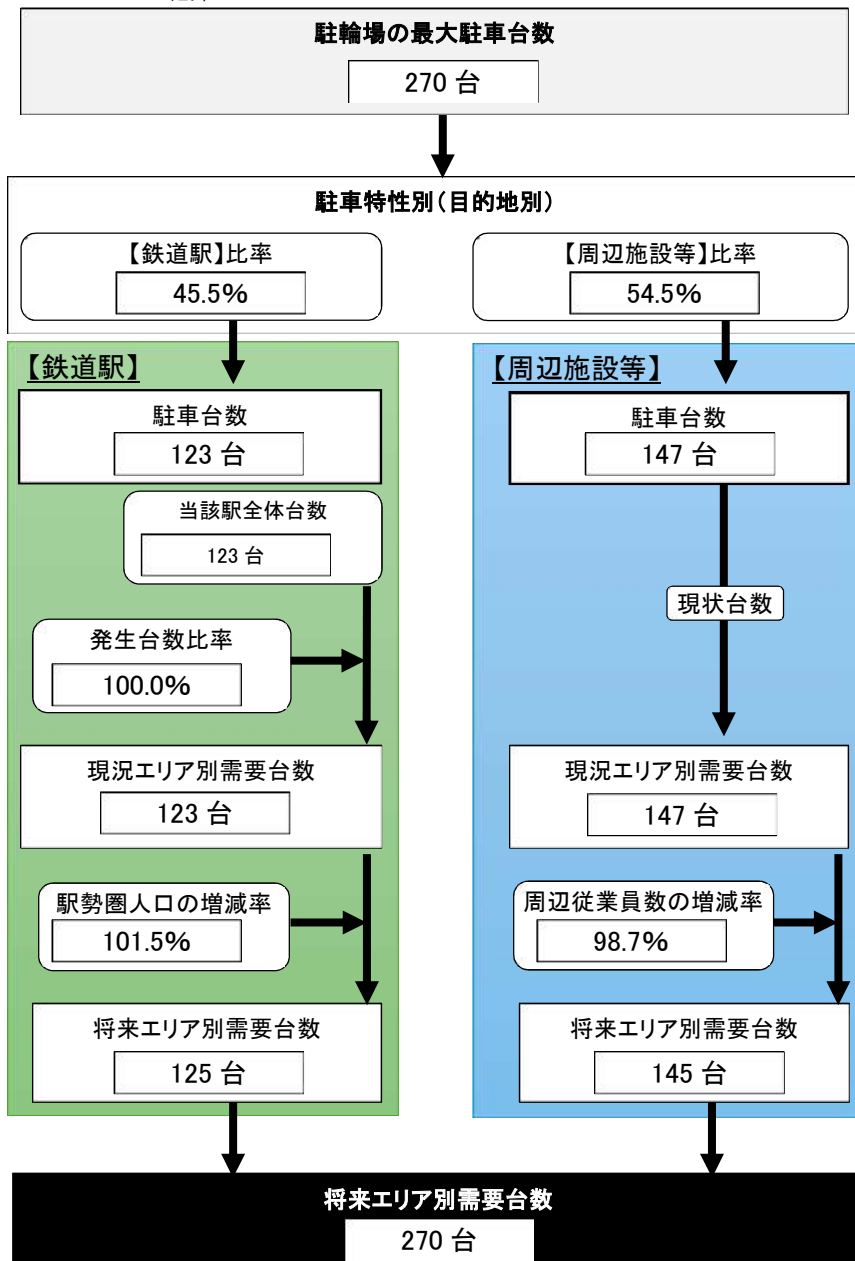 駐輪場の最大駐車台数
270 台
駐車特性別(目的地別)
【鉄道駅】比率
45.5%
【周辺施設等】比率
54.5%
【鉄道駅】
駐車台数
123 台
当該駅全体台数
123 台
発生台数比率
100.0%
現況エリア別需要台数
123 台
駅勢圏人口の増減率
101.5%
将来エリア別需要台数
125 台
【周辺施設等】
駐車台数
147 台
現状台数
現況エリア別需要台数
147 台
周辺従業員数の増減率
98.7%
将来エリア別需要台数
145 台
将来エリア別需要台数
270 台